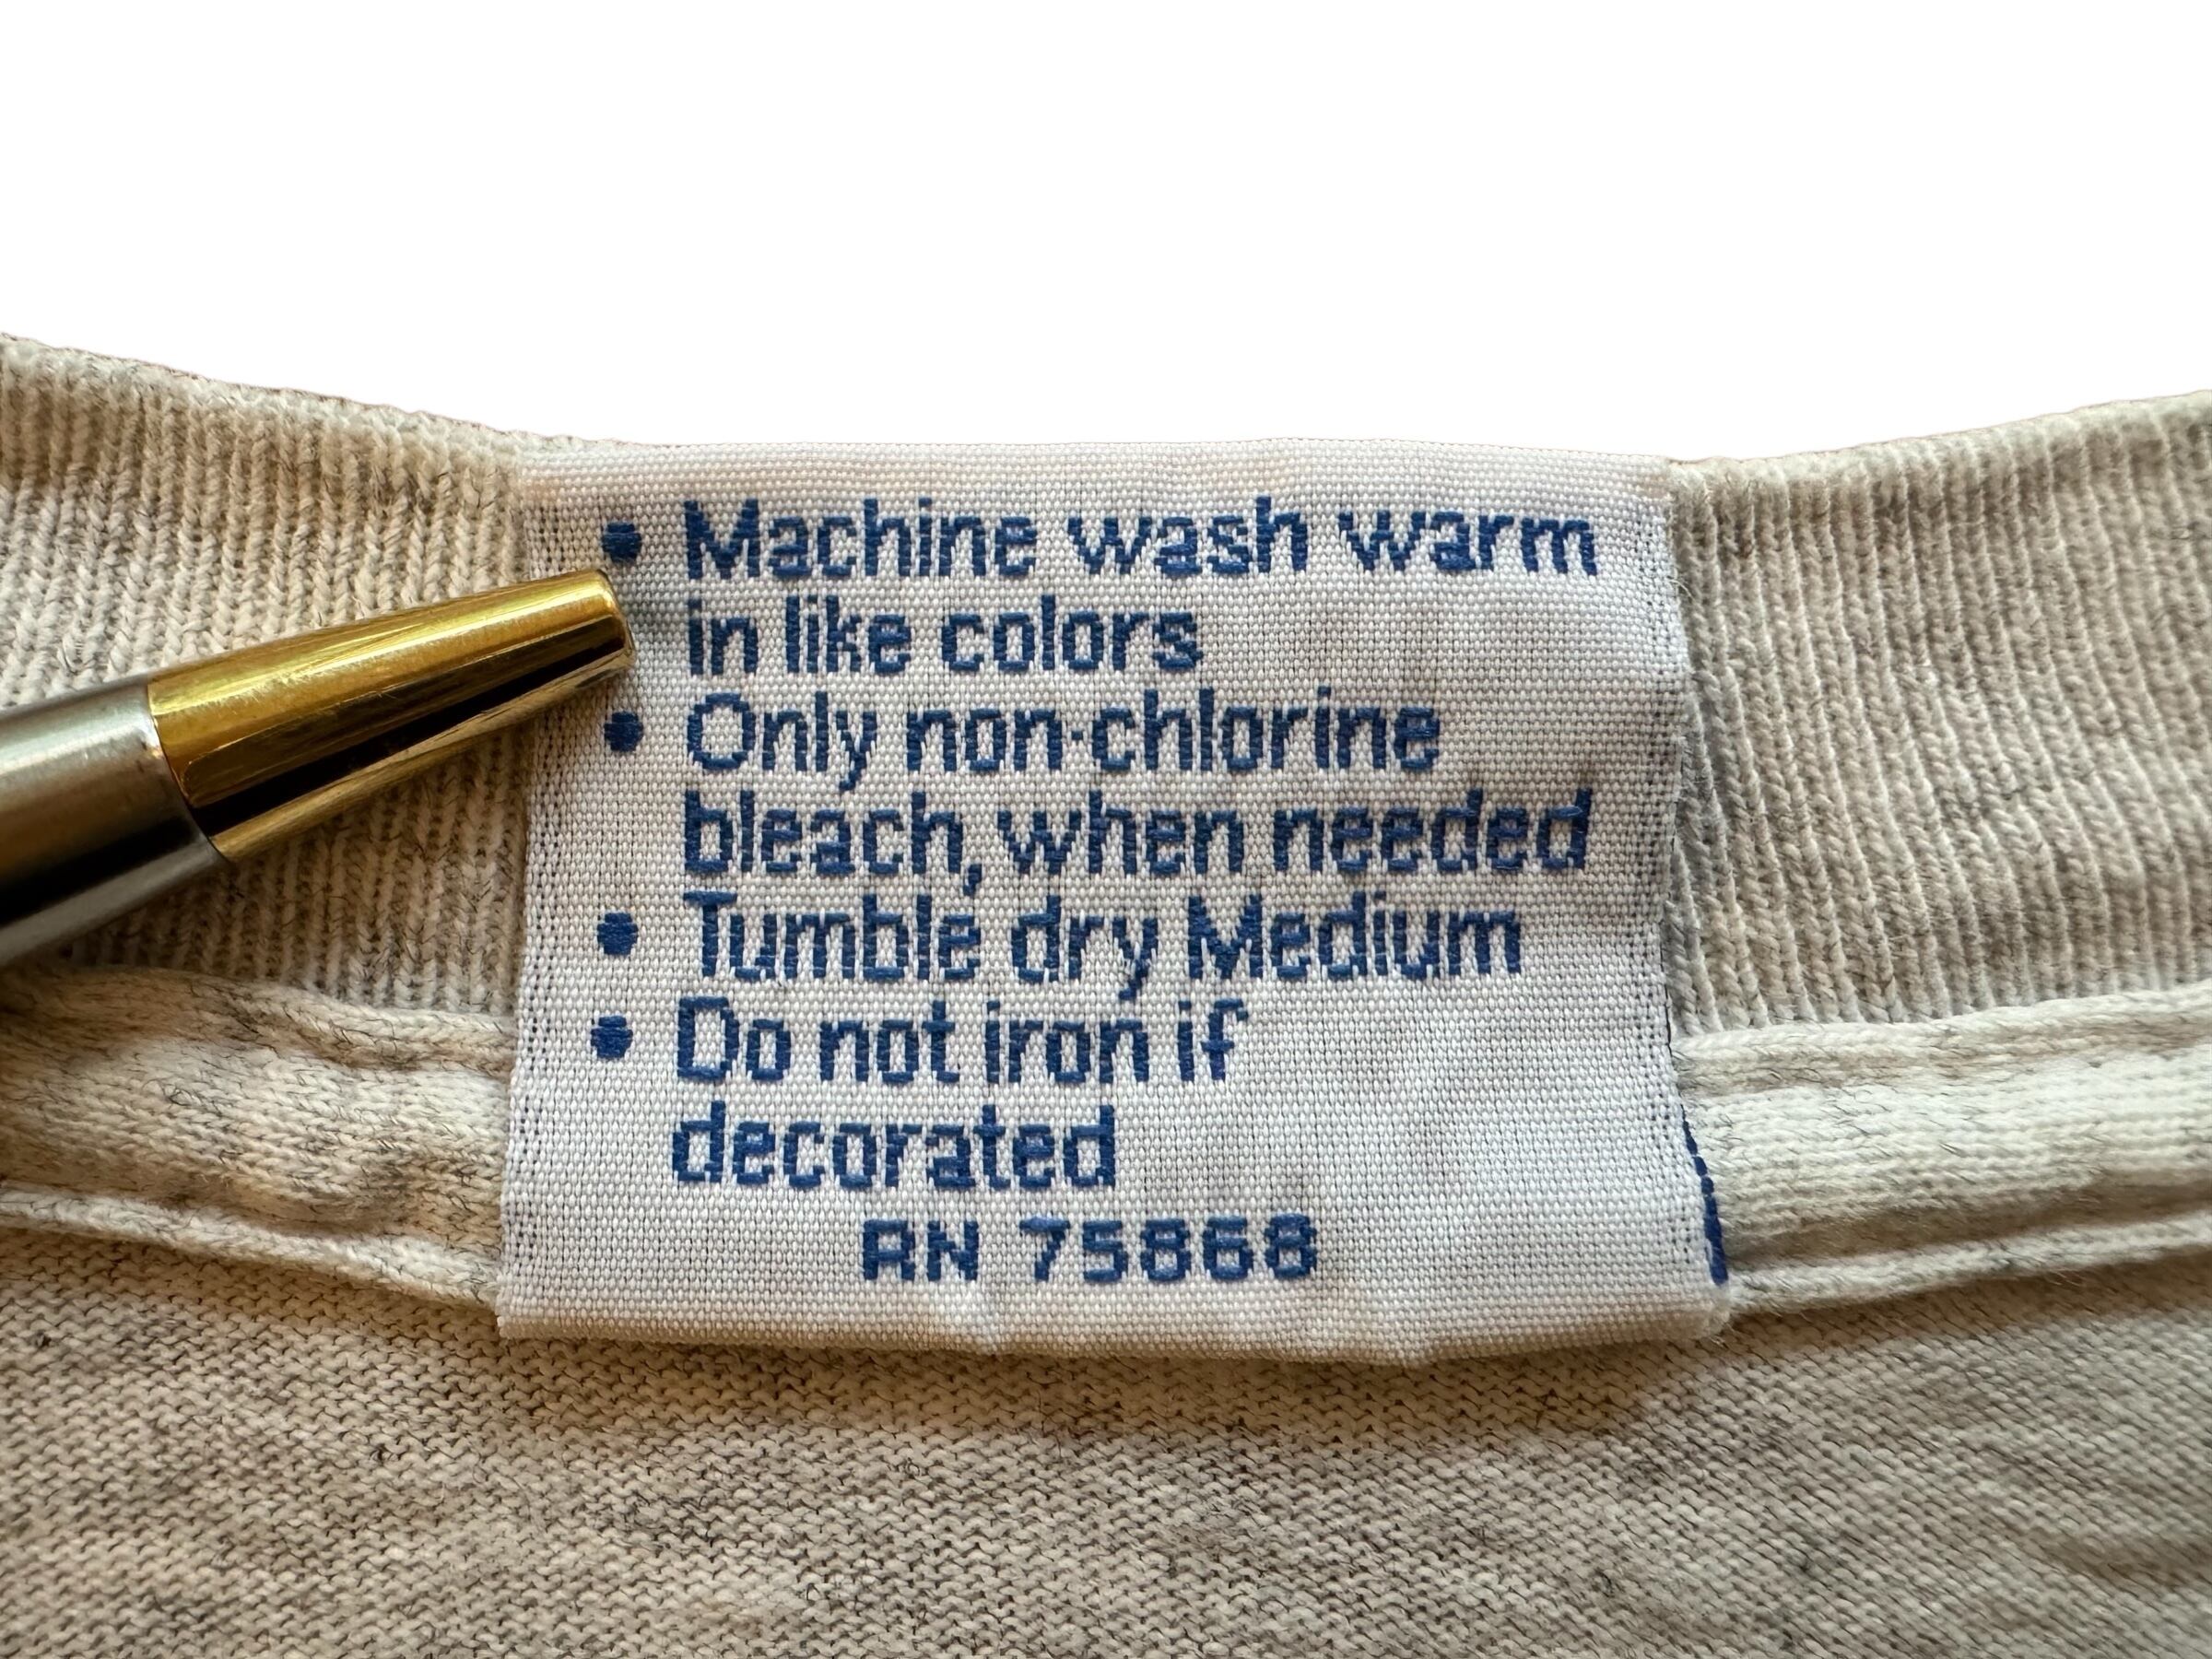 • Machine wash warm
in like colors
• Only non-chlorine
bleach, when needed
• Tumble dry Medium
• Do not iron if
decorated
RN 75868